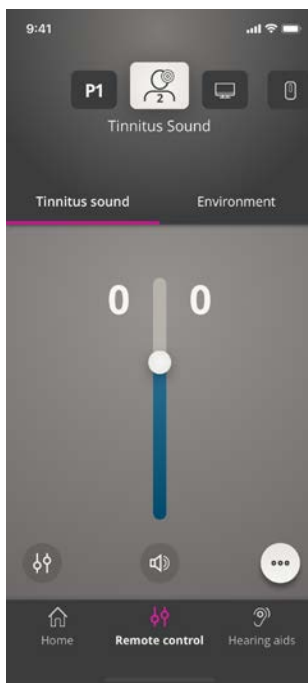 9:41
P1
2
Tinnitus Sound
Tinnitus sound Environment
0 0
Home Remote control Hearing aids